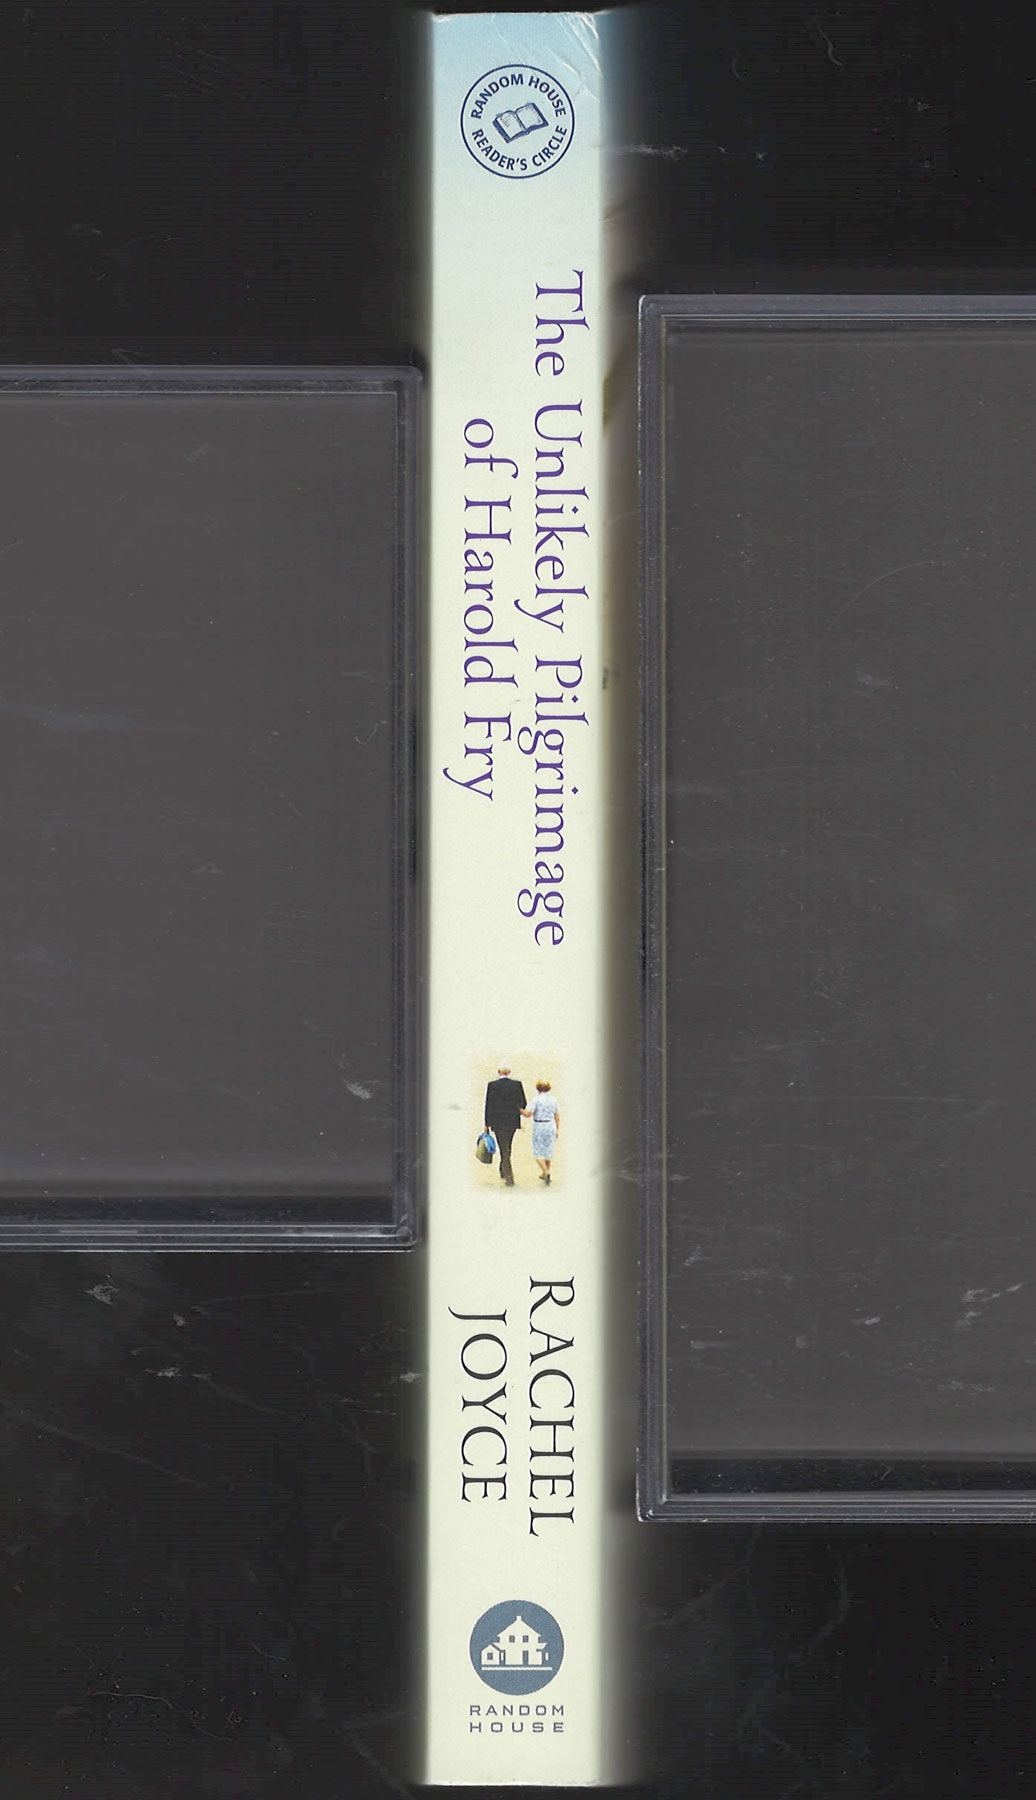 RANDOM HOUSE
READER'S CIRCLE
The Unlikely Pilgrimage
of Harold Fry
RACHEL
JOYCE
RANDOM
HOUSE